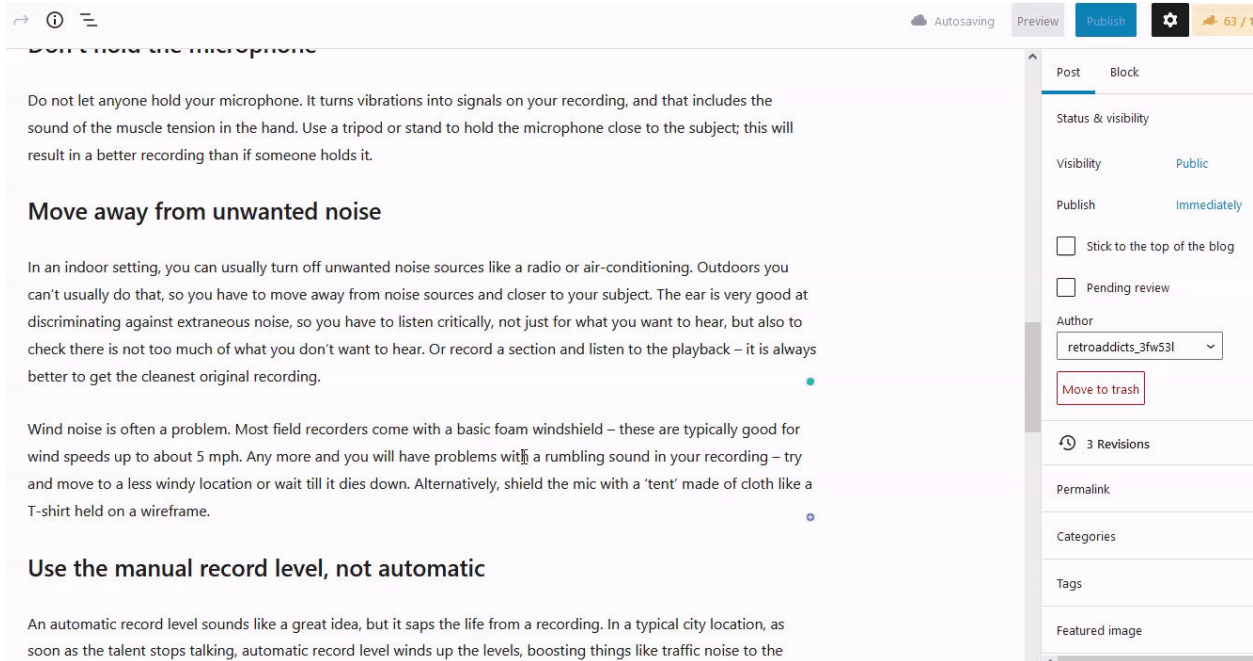 Autosaving
Preview
Publish
63 / 1
Don't hold the microphone
Do not let anyone hold your microphone. It turns vibrations into signals on your recording, and that includes the
sound of the muscle tension in the hand. Use a tripod or stand to hold the microphone close to the subject; this will
result in a better recording than if someone holds it.
Move away from unwanted noise
In an indoor setting, you can usually turn off unwanted noise sources like a radio or air-conditioning. Outdoors you
can't usually do that, so you have to move away from noise sources and closer to your subject. The ear is very good at
discriminating against extraneous noise, so you have to listen critically, not just for what you want to hear, but also to
check there is not too much of what you don't want to hear. Or record a section and listen to the playback – it is always
better to get the cleanest original recording.
Wind noise is often a problem. Most field recorders come with a basic foam windshield – these are typically good for
wind speeds up to about 5 mph. Any more and you will have problems with a rumbling sound in your recording – try
and move to a less windy location or wait till it dies down. Alternatively, shield the mic with a ‘tent’ made of cloth like a
T-shirt held on a wireframe.
Use the manual record level, not automatic
An automatic record level sounds like a great idea, but it saps the life from a recording. In a typical city location, as
soon as the talent stops talking, automatic record level winds up the levels, boosting things like traffic noise to the
Post
Block
Status & visibility
Visibility
Public
Publish
Immediately
Stick to the top of the blog
Pending review
Author
retroaddicts_3fw53l
Move to trash
3 Revisions
Permalink
Categories
Tags
Featured image